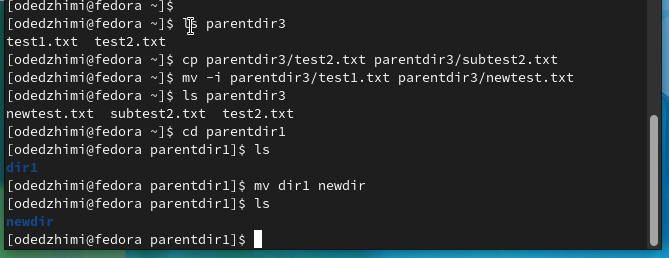 [odedzhimi@fedora ~]$
[odedzhimi@fedora ~]$ ls parentdir3
test1.txt  test2.txt
[odedzhimi@fedora ~]$ cp parentdir3/test2.txt parentdir3/subtest2.txt
[odedzhimi@fedora ~]$ mv -i parentdir3/test1.txt parentdir3/newtest.txt
[odedzhimi@fedora ~]$ ls parentdir3
newtest.txt  subtest2.txt  test2.txt
[odedzhimi@fedora ~]$ cd parentdir1
[odedzhimi@fedora parentdir1]$ ls
dir1
[odedzhimi@fedora parentdir1]$ mv dir1 newdir
[odedzhimi@fedora parentdir1]$ ls
newdir
[odedzhimi@fedora parentdir1]$